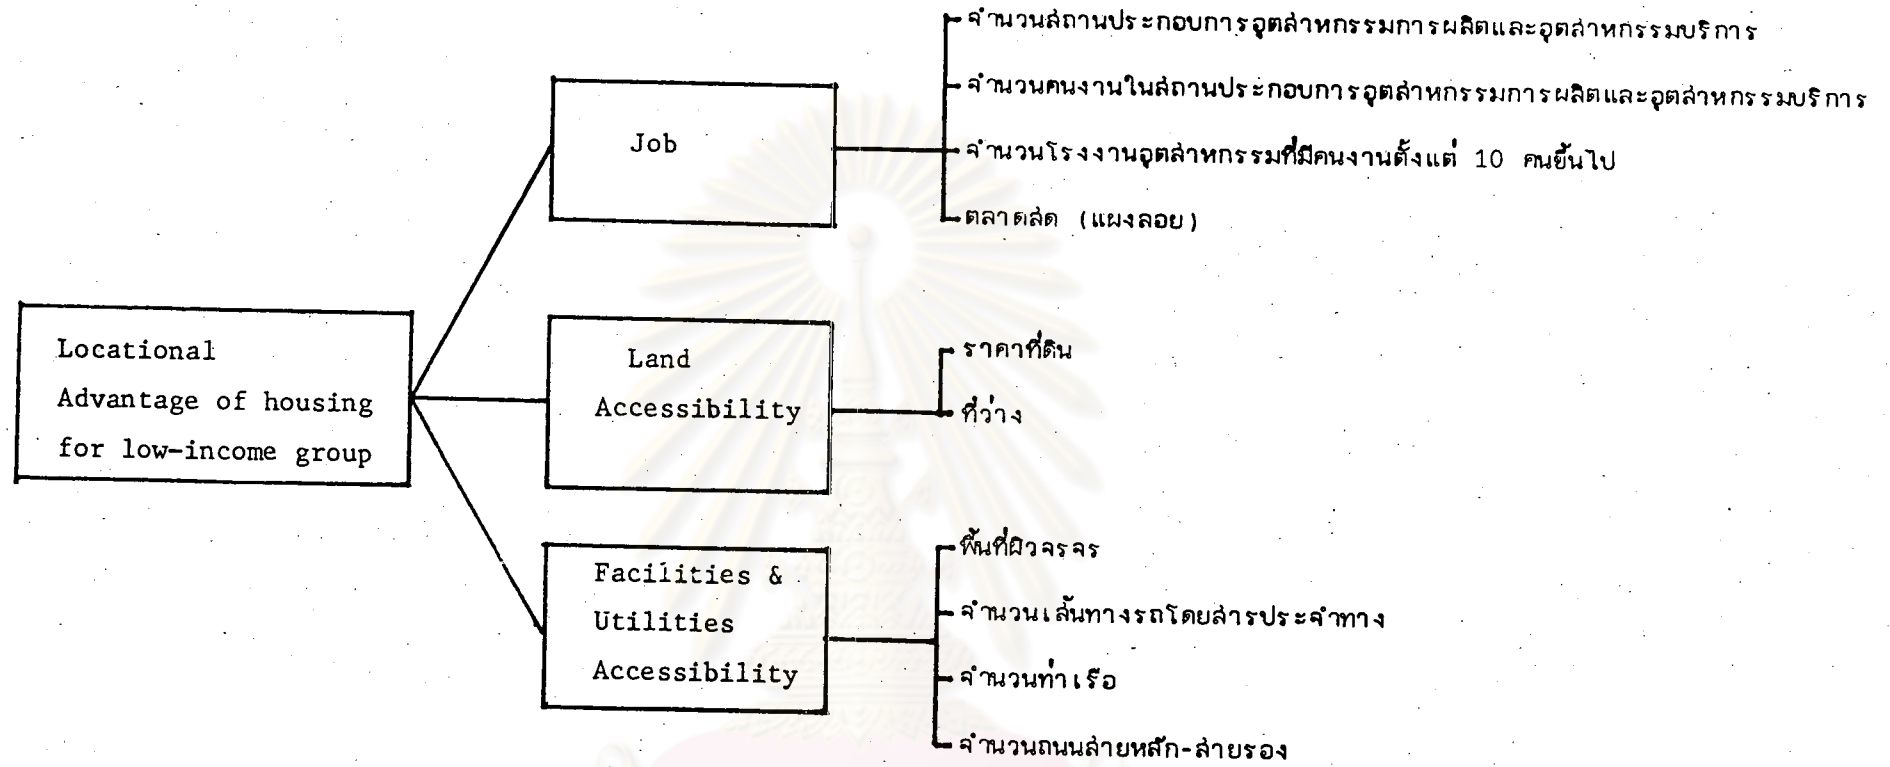 จำนวนสถานประกอบการอุตสาหกรรมการผลิตและอุตสาหกรรมบริการ
จำนวนคนงานในสถานประกอบการอุตสาหกรรมการผลิตและอุตสาหกรรมบริการ
Job
จำนวนโรงงานอุตสาหกรรมที่มีคนงานตั้งแต่ 10 คนขึ้นไป
ตลาดสด (แผงลอย)
Locational
Advantage of housing
for low-income group
Land
Accessibility
ราคาที่ดิน
ที่ว่าง
Facilities &
Utilities
Accessibility
พื้นที่ผิวจรจร
จำนวนเส้นทางรถโดยสารประจำทาง
จำนวนท่าเรือ
จำนวนถนนสายหลัก-สายรอง